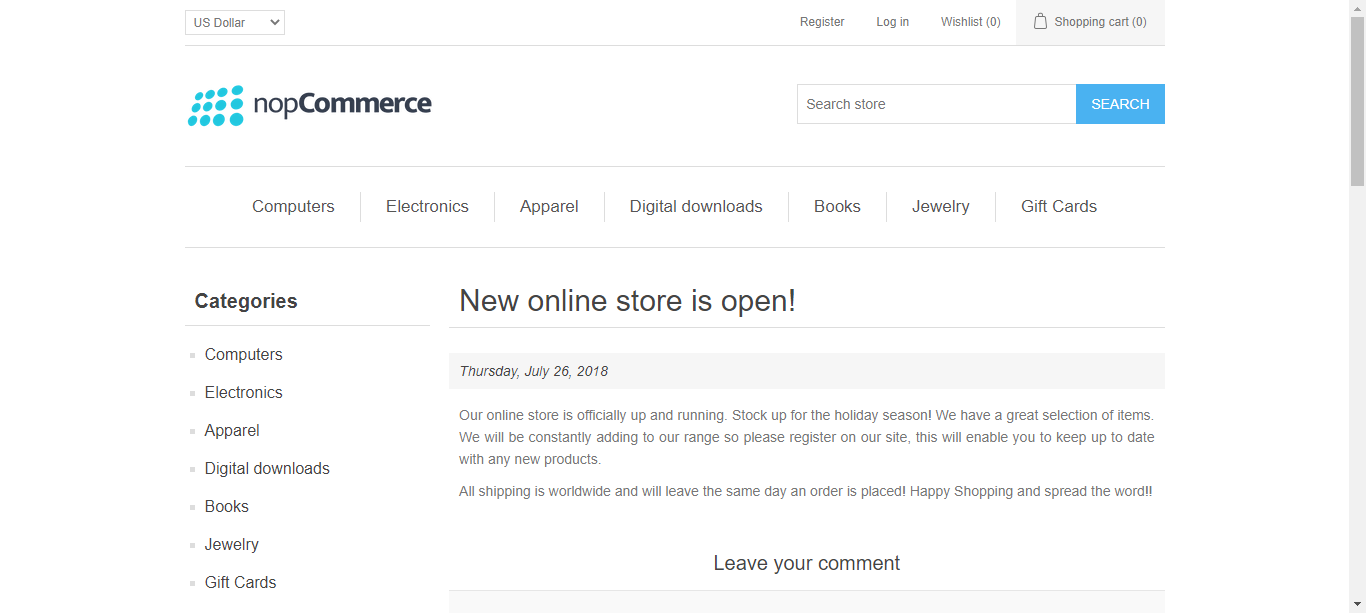 US Dollar
Register
Log in
Wishlist (0)
Shopping cart (0)
nopCommerce
Search store
SEARCH
Computers
Electronics
Apparel
Digital downloads
Books
Jewelry
Gift Cards
Categories
Computers
Electronics
Apparel
Digital downloads
Books
Jewelry
Gift Cards
New online store is open!
Thursday, July 26, 2018
Our online store is officially up and running. Stock up for the holiday season! We have a great selection of items.
We will be constantly adding to our range so please register on our site, this will enable you to keep up to date
with any new products.
All shipping is worldwide and will leave the same day an order is placed! Happy Shopping and spread the word!!
Leave your comment